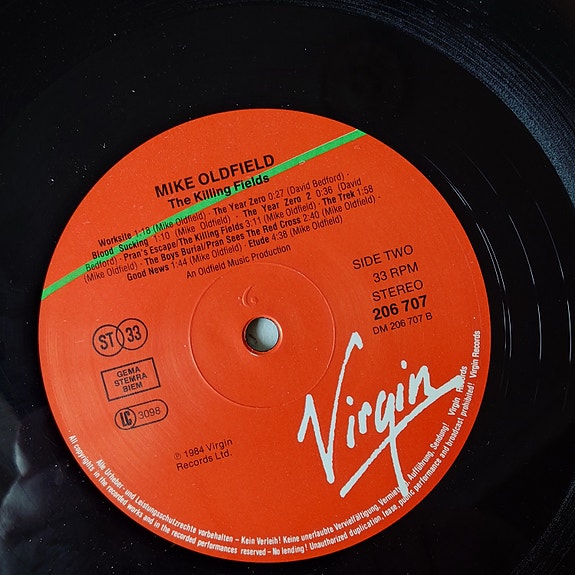 MIKE OLDFIELD
The Killing Fields
Worksite 1:18 (Mike Oldfield) · The Year Zero 0:27 (David Bedford) ·
Blood Sucking 1:10 (Mike Oldfield) · The Year Zero 2 0:36 (David
Bedford) · Pran's Escape/The Killing Fields 3:11 (Mike Oldfield) · The Trek 1:58
(Mike Oldfield) · The Boys Burial/Pran Sees The Red Cross 2:40 (Mike Oldfield) ·
Good News 1:44 (Mike Oldfield) · Etude 4:38 (Mike Oldfield)
An Oldfield Music Production
SIDE TWO
33 RPM
STEREO
206 707
DM 206 707 B
ST 33
GEMA
STEMRA
BIEM
LC 3098
℗ 1984 Virgin
Records Ltd.
Virgin
Alle Urheber- und Leistungsschutzrechte vorbehalten – Kein Verleih! Keine unerlaubte Vervielfältigung, Vermietung, Aufführung, Sendung! Virgin Records
All copyrights in the recorded works and in the recorded performances reserved – No lending! Unauthorized duplication, lease, public performance and broadcast prohibited! Virgin Records